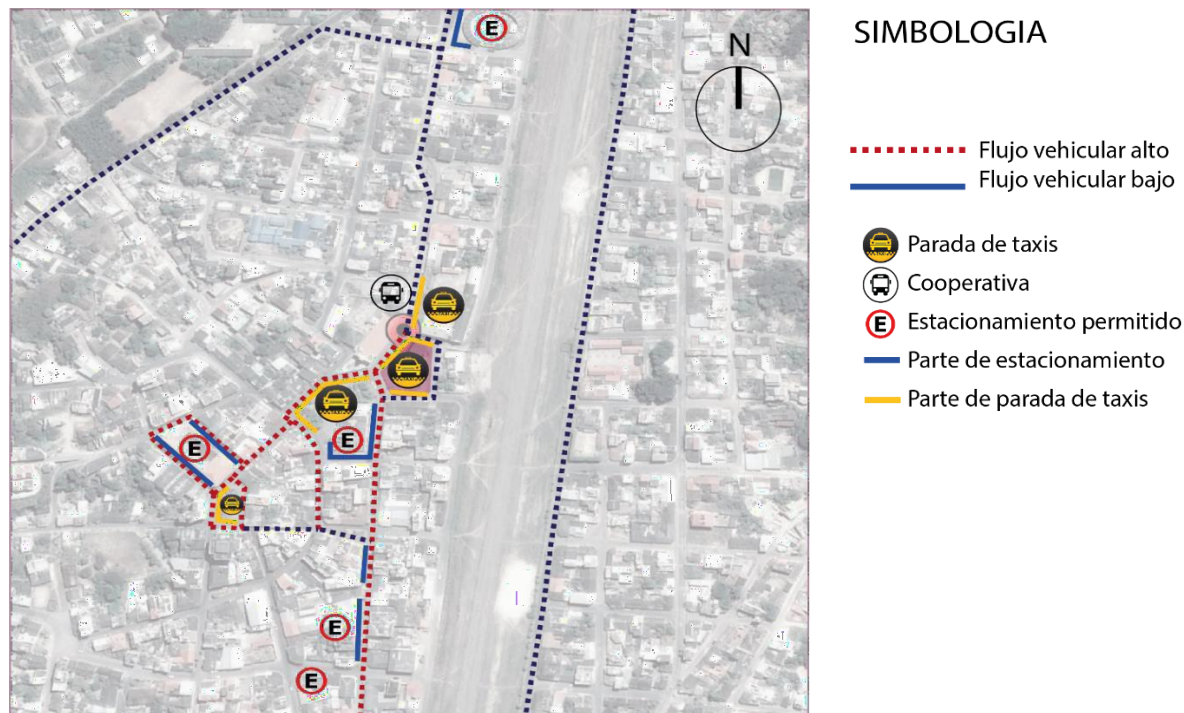 SIMBOLOGIA
N
Flujo vehicular alto
Flujo vehicular bajo
Parada de taxis
Cooperativa
E Estacionamiento permitido
Parte de estacionamiento
Parte de parada de taxis
E
E
E
E
E